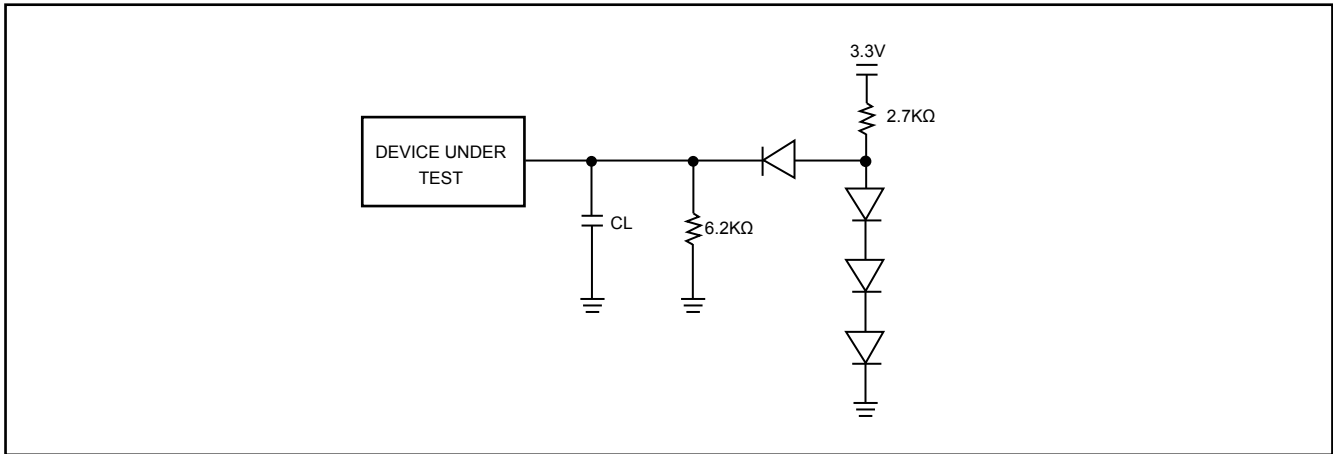 3.3V
2.7KΩ
DEVICE UNDER
TEST
CL
6.2KΩ